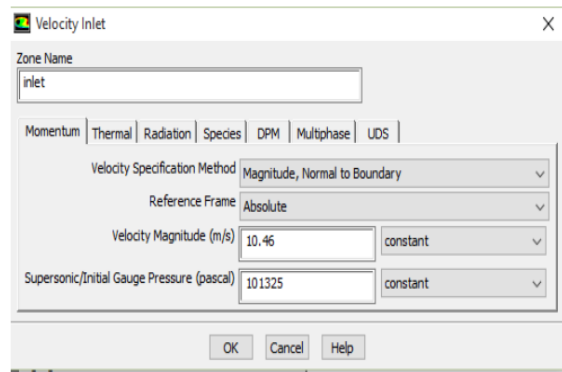 Velocity Inlet X
Zone Name
inlet
Momentum Thermal Radiation Species DPM Multiphase UDS
Velocity Specification Method Magnitude, Normal to Boundary
Reference Frame Absolute
Velocity Magnitude (m/s) 10.46 constant
Supersonic/Initial Gauge Pressure (pascal) 101325 constant
OK Cancel Help